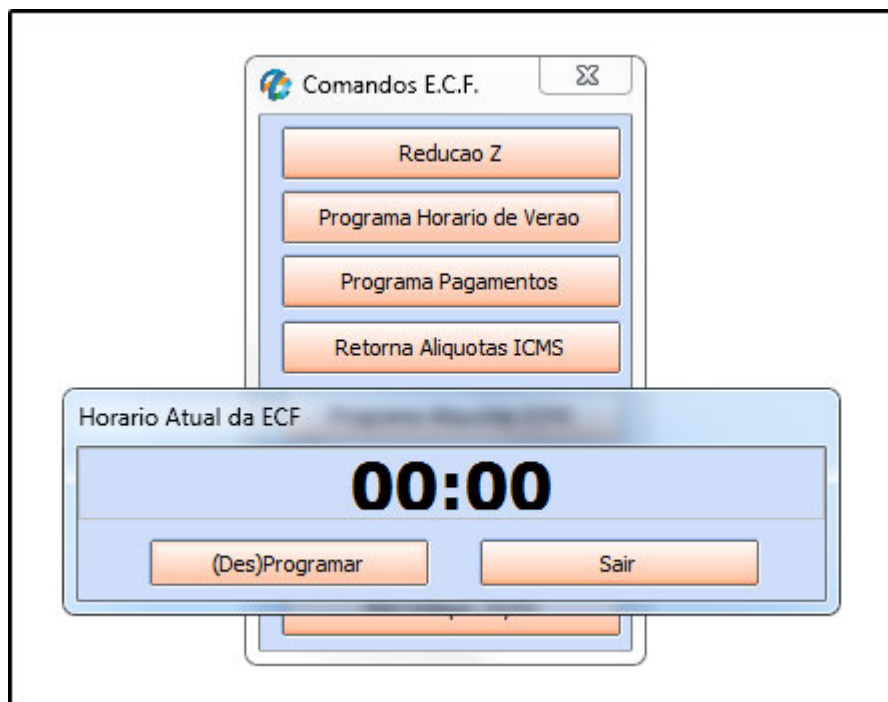 Comandos E.C.F.
Reducao Z
Programa Horario de Verao
Programa Pagamentos
Retorna Aliquotas ICMS
Horario Atual da ECF
00:00
(Des)Programar
Sair